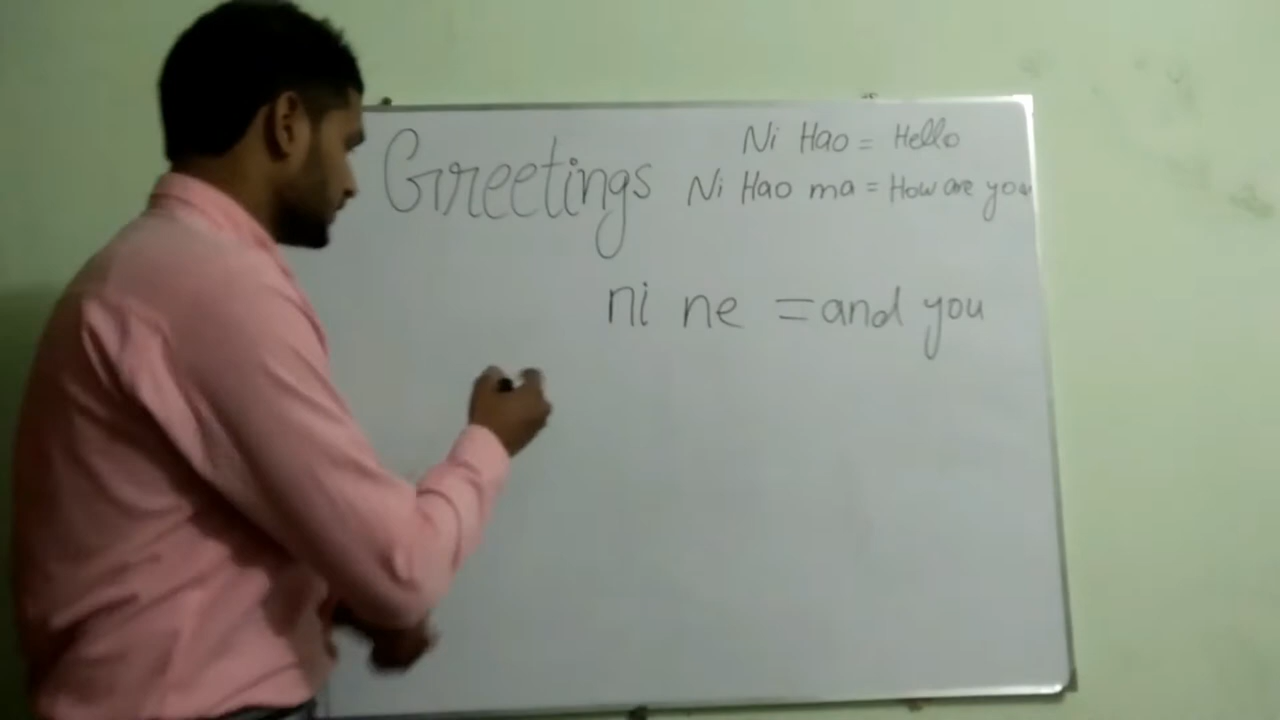 Greetings
Ni Hao = Hello
Ni Hao ma = How are you
ni ne = and you